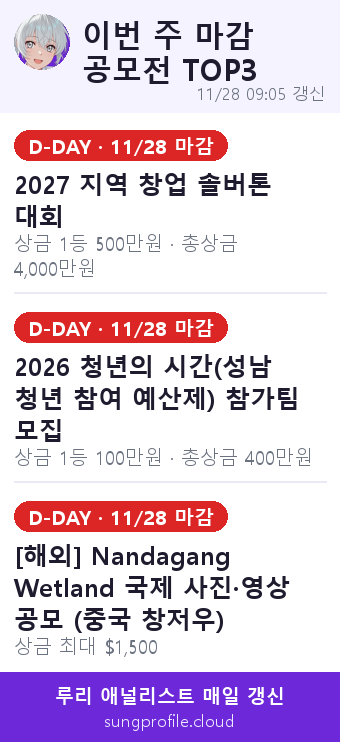 이번 주 마감
공모전 TOP3
11/28 09:05 갱신
D-DAY · 11/28 마감
2027 지역 창업 솔버톤
대회
상금 1등 500만원 · 총상금
4,000만원
D-DAY · 11/28 마감
2026 청년의 시간(성남
청년 참여 예산제) 참가팀
모집
상금 1등 100만원 · 총상금 400만원
D-DAY · 11/28 마감
[해외] Nandagang
Wetland 국제 사진·영상
공모 (중국 창저우)
상금 최대 $1,500
루리 애널리스트 매일 갱신
sungprofile.cloud